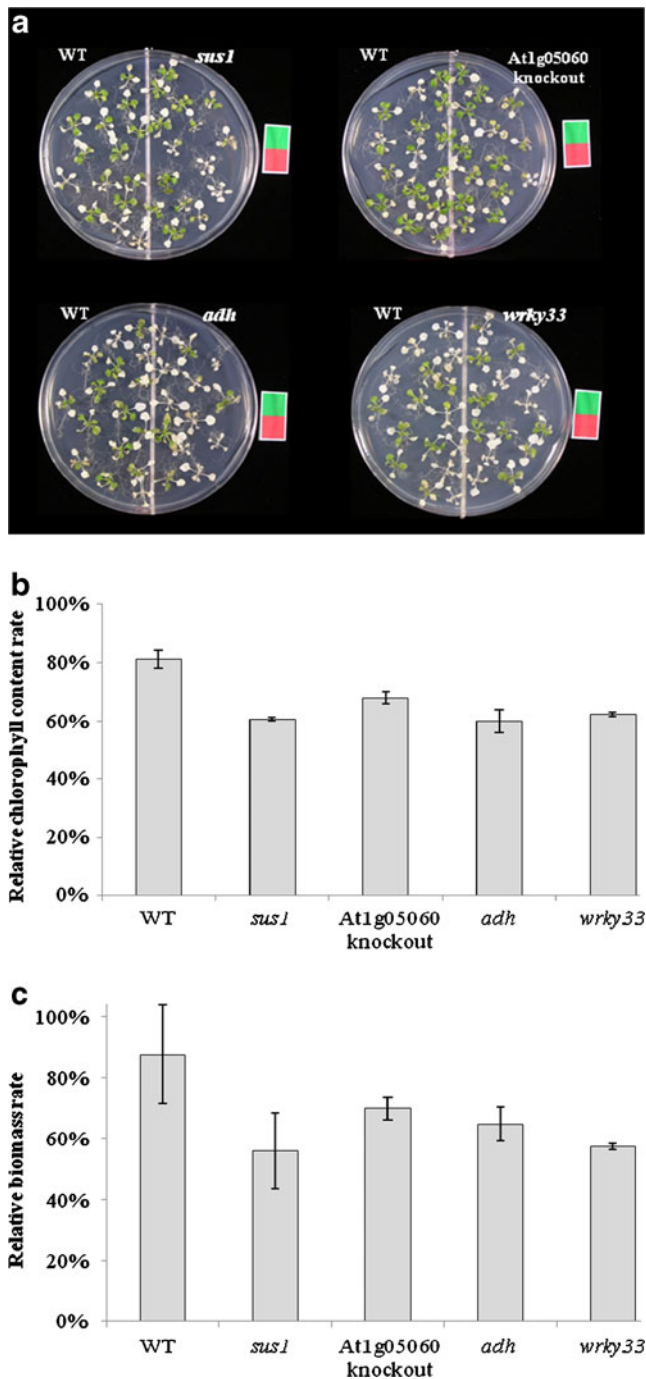 a
WT
sus1
WT
At1g05060
knockout
WT
adh
WT
wrky33
b
Relative chlorophyll content rate
100%
80%
60%
40%
20%
0%
WT
sus1
At1g05060
knockout
adh
wrky33
c
Relative biomass rate
100%
80%
60%
40%
20%
0%
WT
sus1
At1g05060
knockout
adh
wrky33